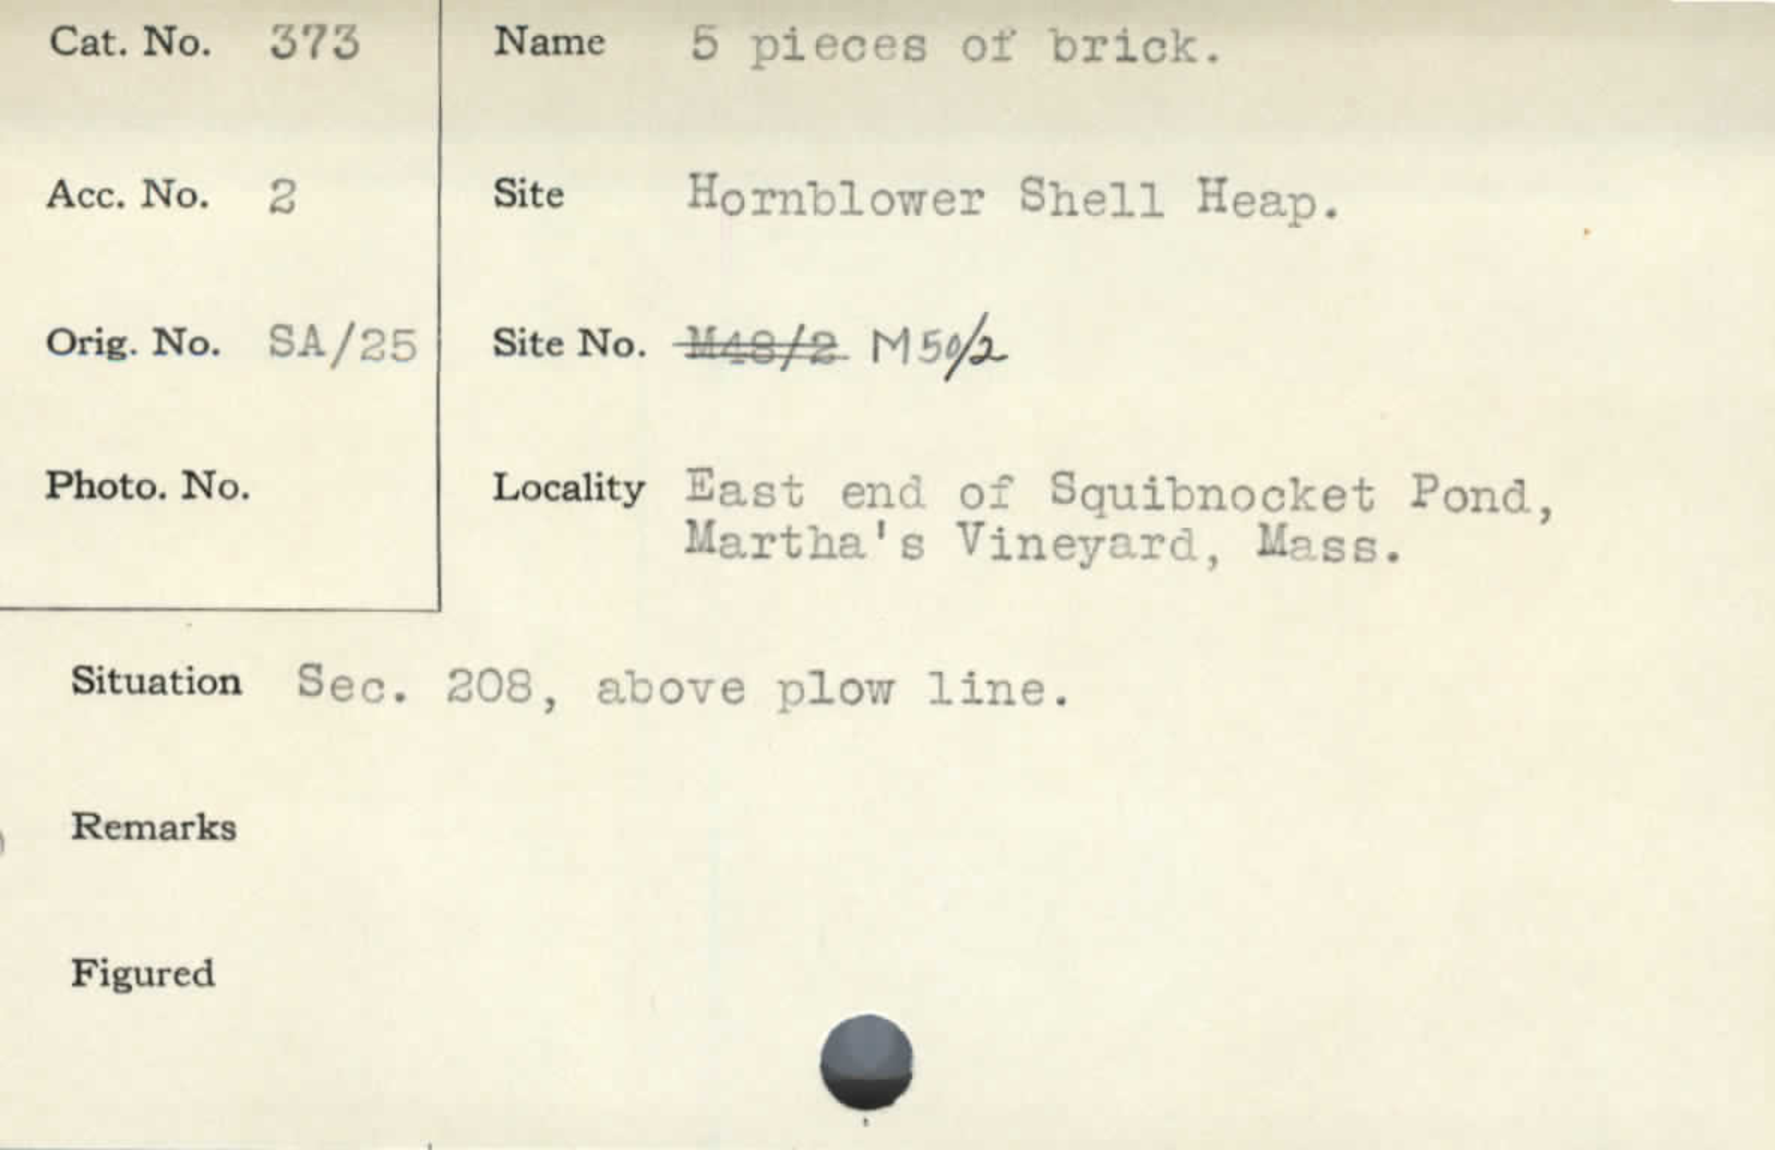 Cat. No. 373
Name 5 pieces of brick.
Acc. No. 2
Site Hornblower Shell Heap.
Orig. No. SA/25
Site No. M48/2 M50/2
Photo. No.
Locality East end of Squibnocket Pond,
Martha's Vineyard, Mass.
Situation Sec. 208, above plow line.
Remarks
Figured